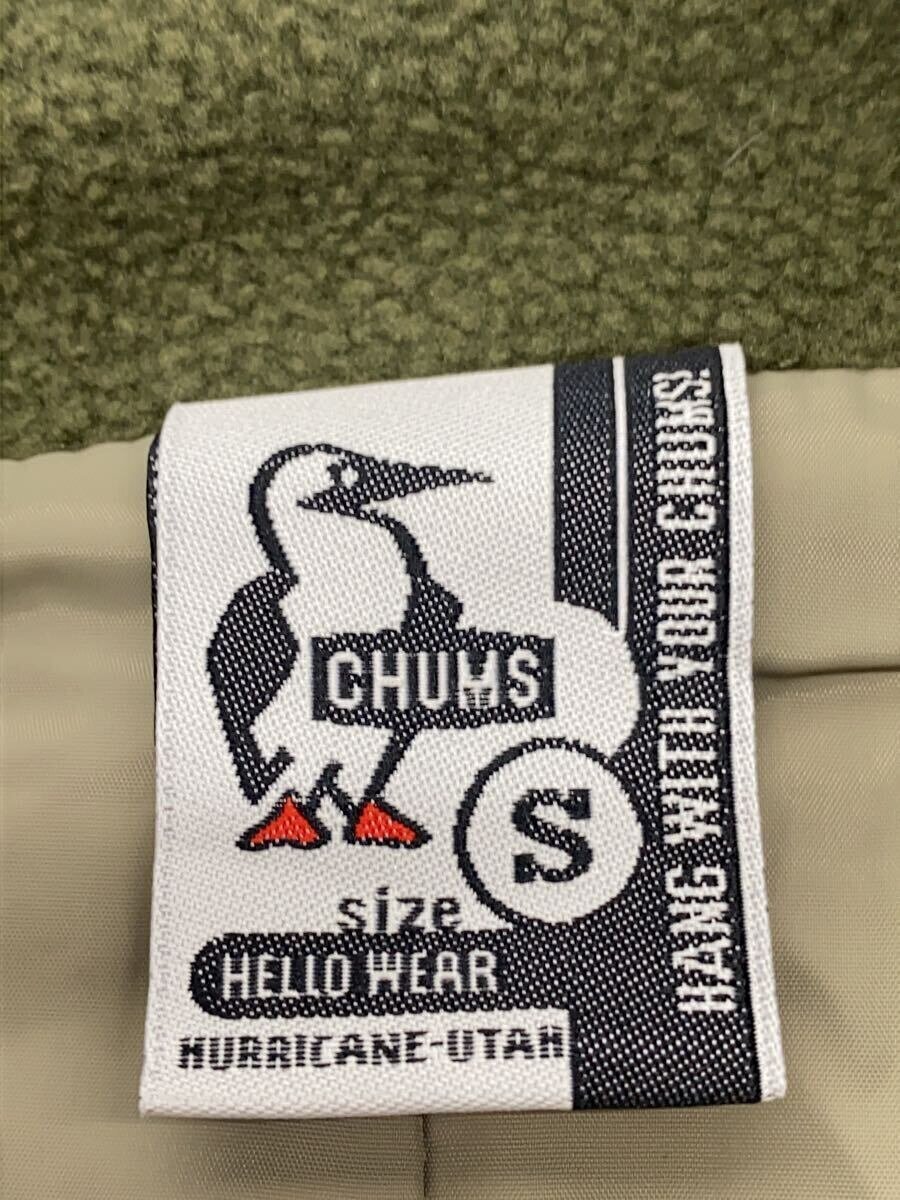 CHUMS
S
size
HELLO WEAR
HURRICANE-UTAH
HANG WITH YOUR CHUMS!